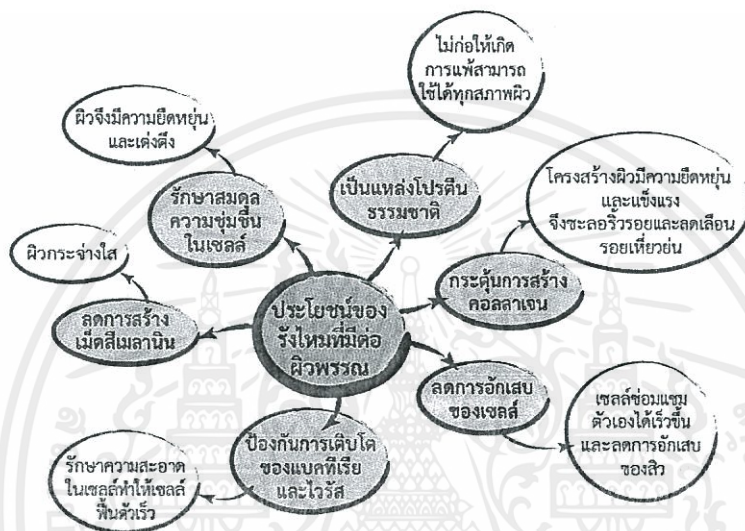 ไม่ก่อให้เกิด
การแพ้สามารถ
ใช้ได้ทุกสภาพผิว
ผิวจึงมีความยืดหยุ่น
และเต่งตึง
เป็นแหล่งโปรตีน
ธรรมชาติ
รักษาสมดุล
ความชุ่มชื้น
ในเซลล์
โครงสร้างผิวมีความยืดหยุ่น
และแข็งแรง
จึงชะลอริ้วรอยและลดเลือน
รอยเหี่ยวย่น
ผิวกระจ่างใส
กระตุ้นการสร้าง
คอลลาเจน
ประโยชน์ของ
รังไหมที่มีต่อ
ผิวพรรณ
ลดการสร้าง
เม็ดสีเมลานิน
ลดการอักเสบ
ของเซลล์
เซลล์ซ่อมแซม
ตัวเองได้เร็วขึ้น
และลดการอักเสบ
ของสิว
ป้องกันการเติบโต
ของแบคทีเรีย
และไวรัส
รักษาความสะอาด
ในเซลล์ทำให้เซลล์
ฟื้นตัวเร็ว